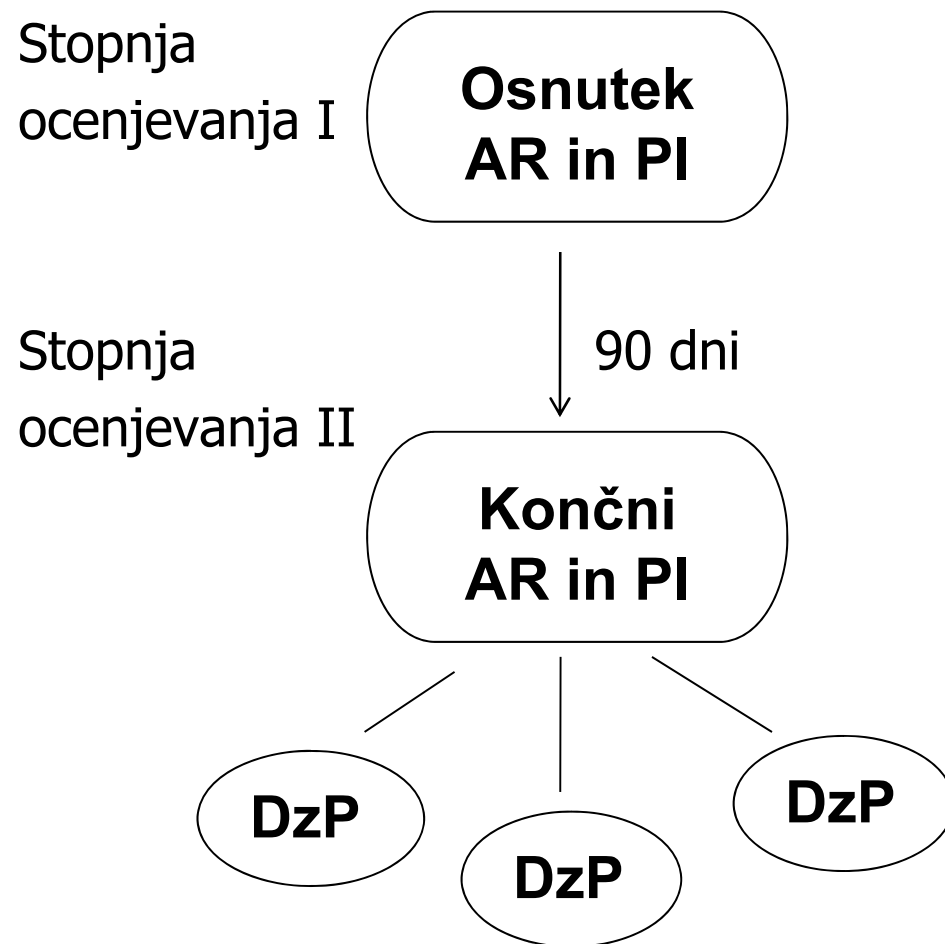 Stopnja
ocenjevanja I
Osnutek
AR in PI
90 dni
Stopnja
ocenjevanja II
Končni
AR in PI
DzP
DzP
DzP